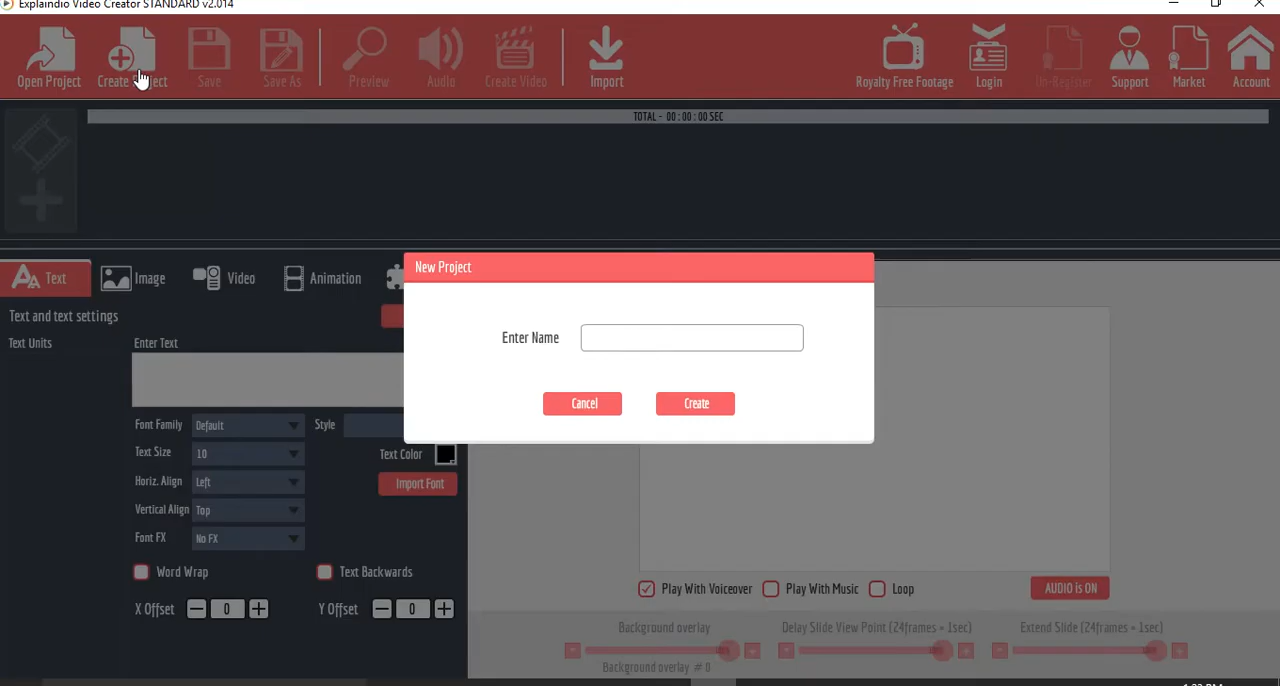 Explaindio Video Creator STANDARD v2.014
Open Project Create Project Save Save As Preview Audio Create Video Import Royalty Free Footage Login Un-Register Support Market Account
TOTAL - 00 : 00 : 00 SEC
Text Image Video Animation
New Project
Text and text settings
Text Units Enter Text
Enter Name
Cancel Create
Font Family Default Style
Text Size 10 Text Color
Horiz. Align Left Import Font
Vertical Align Top
Font FX No FX
Word Wrap Text Backwards
Play With Voiceover Play With Music Loop AUDIO is ON
X Offset 0 Y Offset 0
Background overlay Delay Slide View Point (24frames = 1sec) Extend Slide (24frames = 1sec)
Background overlay # 0